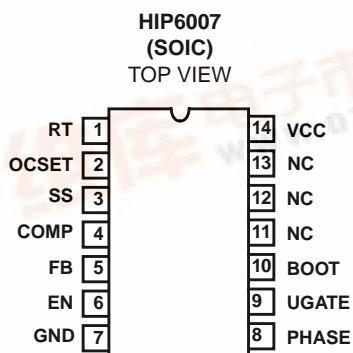 HIP6007
(SOIC)
TOP VIEW
RT 1 14 VCC
OCSET 2 13 NC
SS 3 12 NC
COMP 4 11 NC
FB 5 10 BOOT
EN 6 9 UGATE
GND 7 8 PHASE